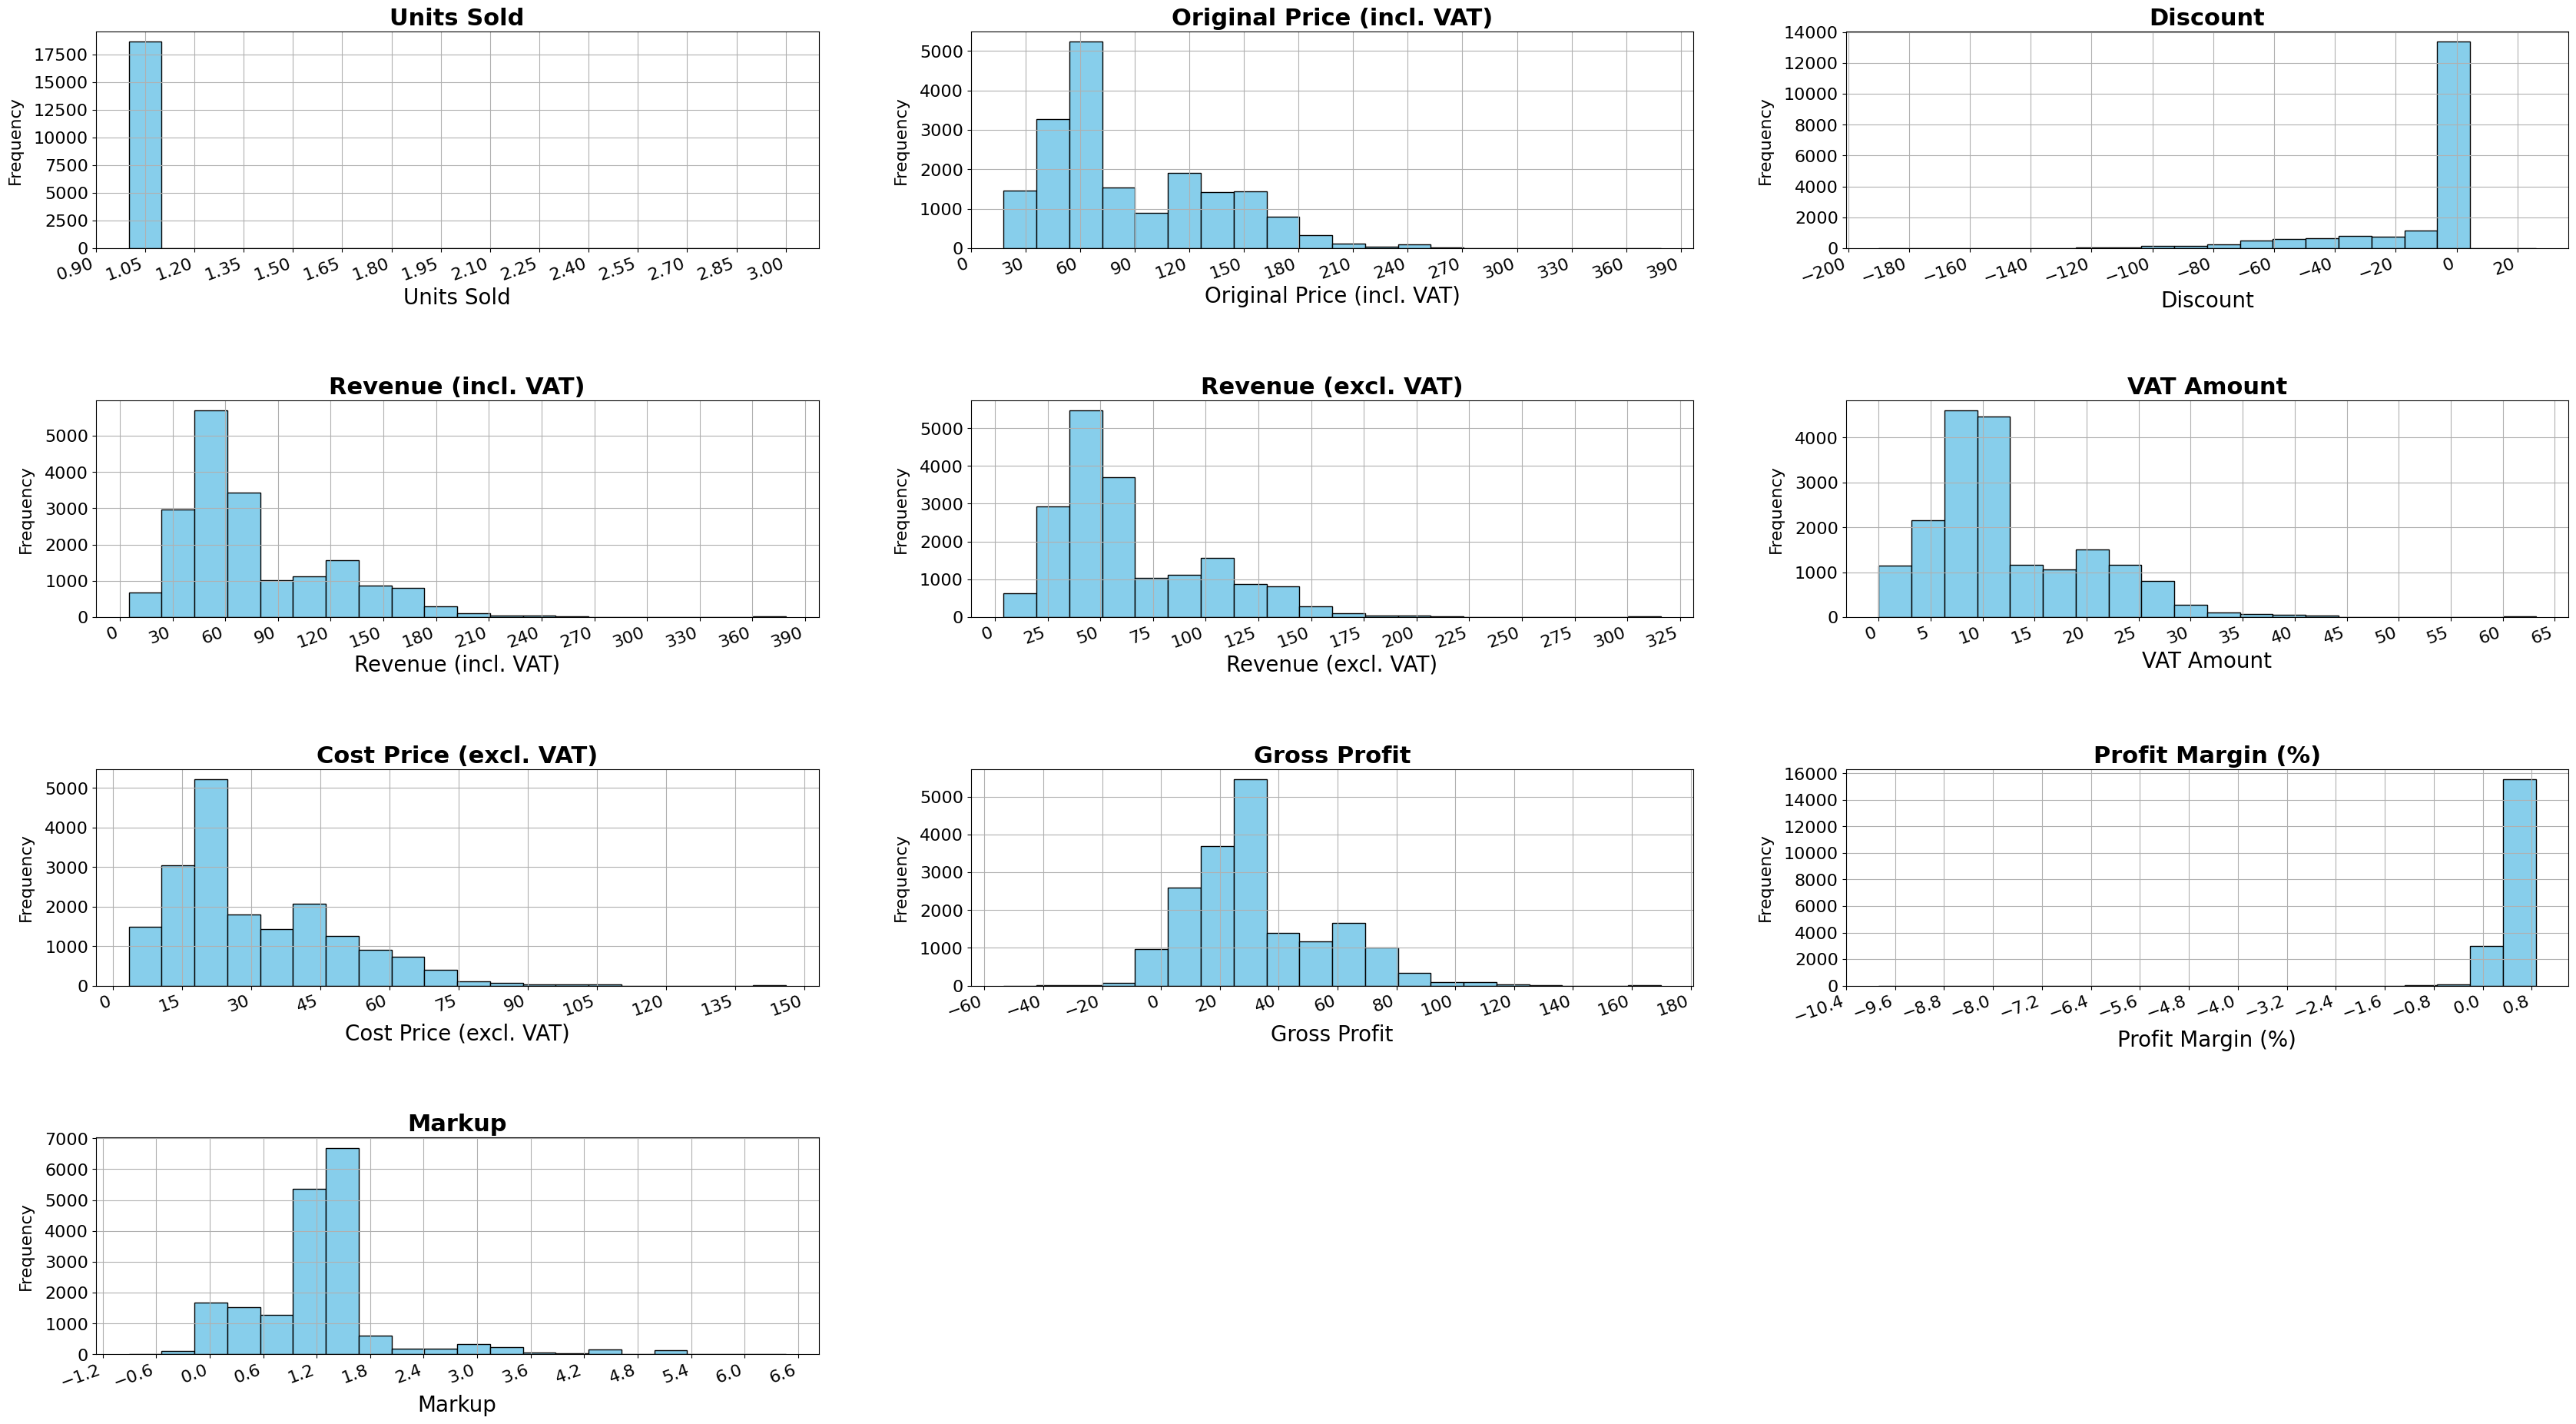 Units Sold
Frequency
17500
15000
12500
10000
7500
5000
2500
0
0.90 1.05 1.20 1.35 1.50 1.65 1.80 1.95 2.10 2.25 2.40 2.55 2.70 2.85 3.00
Units Sold
Original Price (incl. VAT)
Frequency
5000
4000
3000
2000
1000
0
0 30 60 90 120 150 180 210 240 270 300 330 360 390
Original Price (incl. VAT)
Discount
Frequency
14000
12000
10000
8000
6000
4000
2000
0
−200 −180 −160 −140 −120 −100 −80 −60 −40 −20 0 20
Discount
Revenue (incl. VAT)
Frequency
5000
4000
3000
2000
1000
0
0 30 60 90 120 150 180 210 240 270 300 330 360 390
Revenue (incl. VAT)
Revenue (excl. VAT)
Frequency
5000
4000
3000
2000
1000
0
0 25 50 75 100 125 150 175 200 225 250 275 300 325
Revenue (excl. VAT)
VAT Amount
Frequency
4000
3000
2000
1000
0
0 5 10 15 20 25 30 35 40 45 50 55 60 65
VAT Amount
Cost Price (excl. VAT)
Frequency
5000
4000
3000
2000
1000
0
0 15 30 45 60 75 90 105 120 135 150
Cost Price (excl. VAT)
Gross Profit
Frequency
5000
4000
3000
2000
1000
0
−60 −40 −20 0 20 40 60 80 100 120 140 160 180
Gross Profit
Profit Margin (%)
Frequency
16000
14000
12000
10000
8000
6000
4000
2000
0
−10.4 −9.6 −8.8 −8.0 −7.2 −6.4 −5.6 −4.8 −4.0 −3.2 −2.4 −1.6 −0.8 0.0 0.8
Profit Margin (%)
Markup
Frequency
7000
6000
5000
4000
3000
2000
1000
0
−1.2 −0.6 0.0 0.6 1.2 1.8 2.4 3.0 3.6 4.2 4.8 5.4 6.0 6.6
Markup